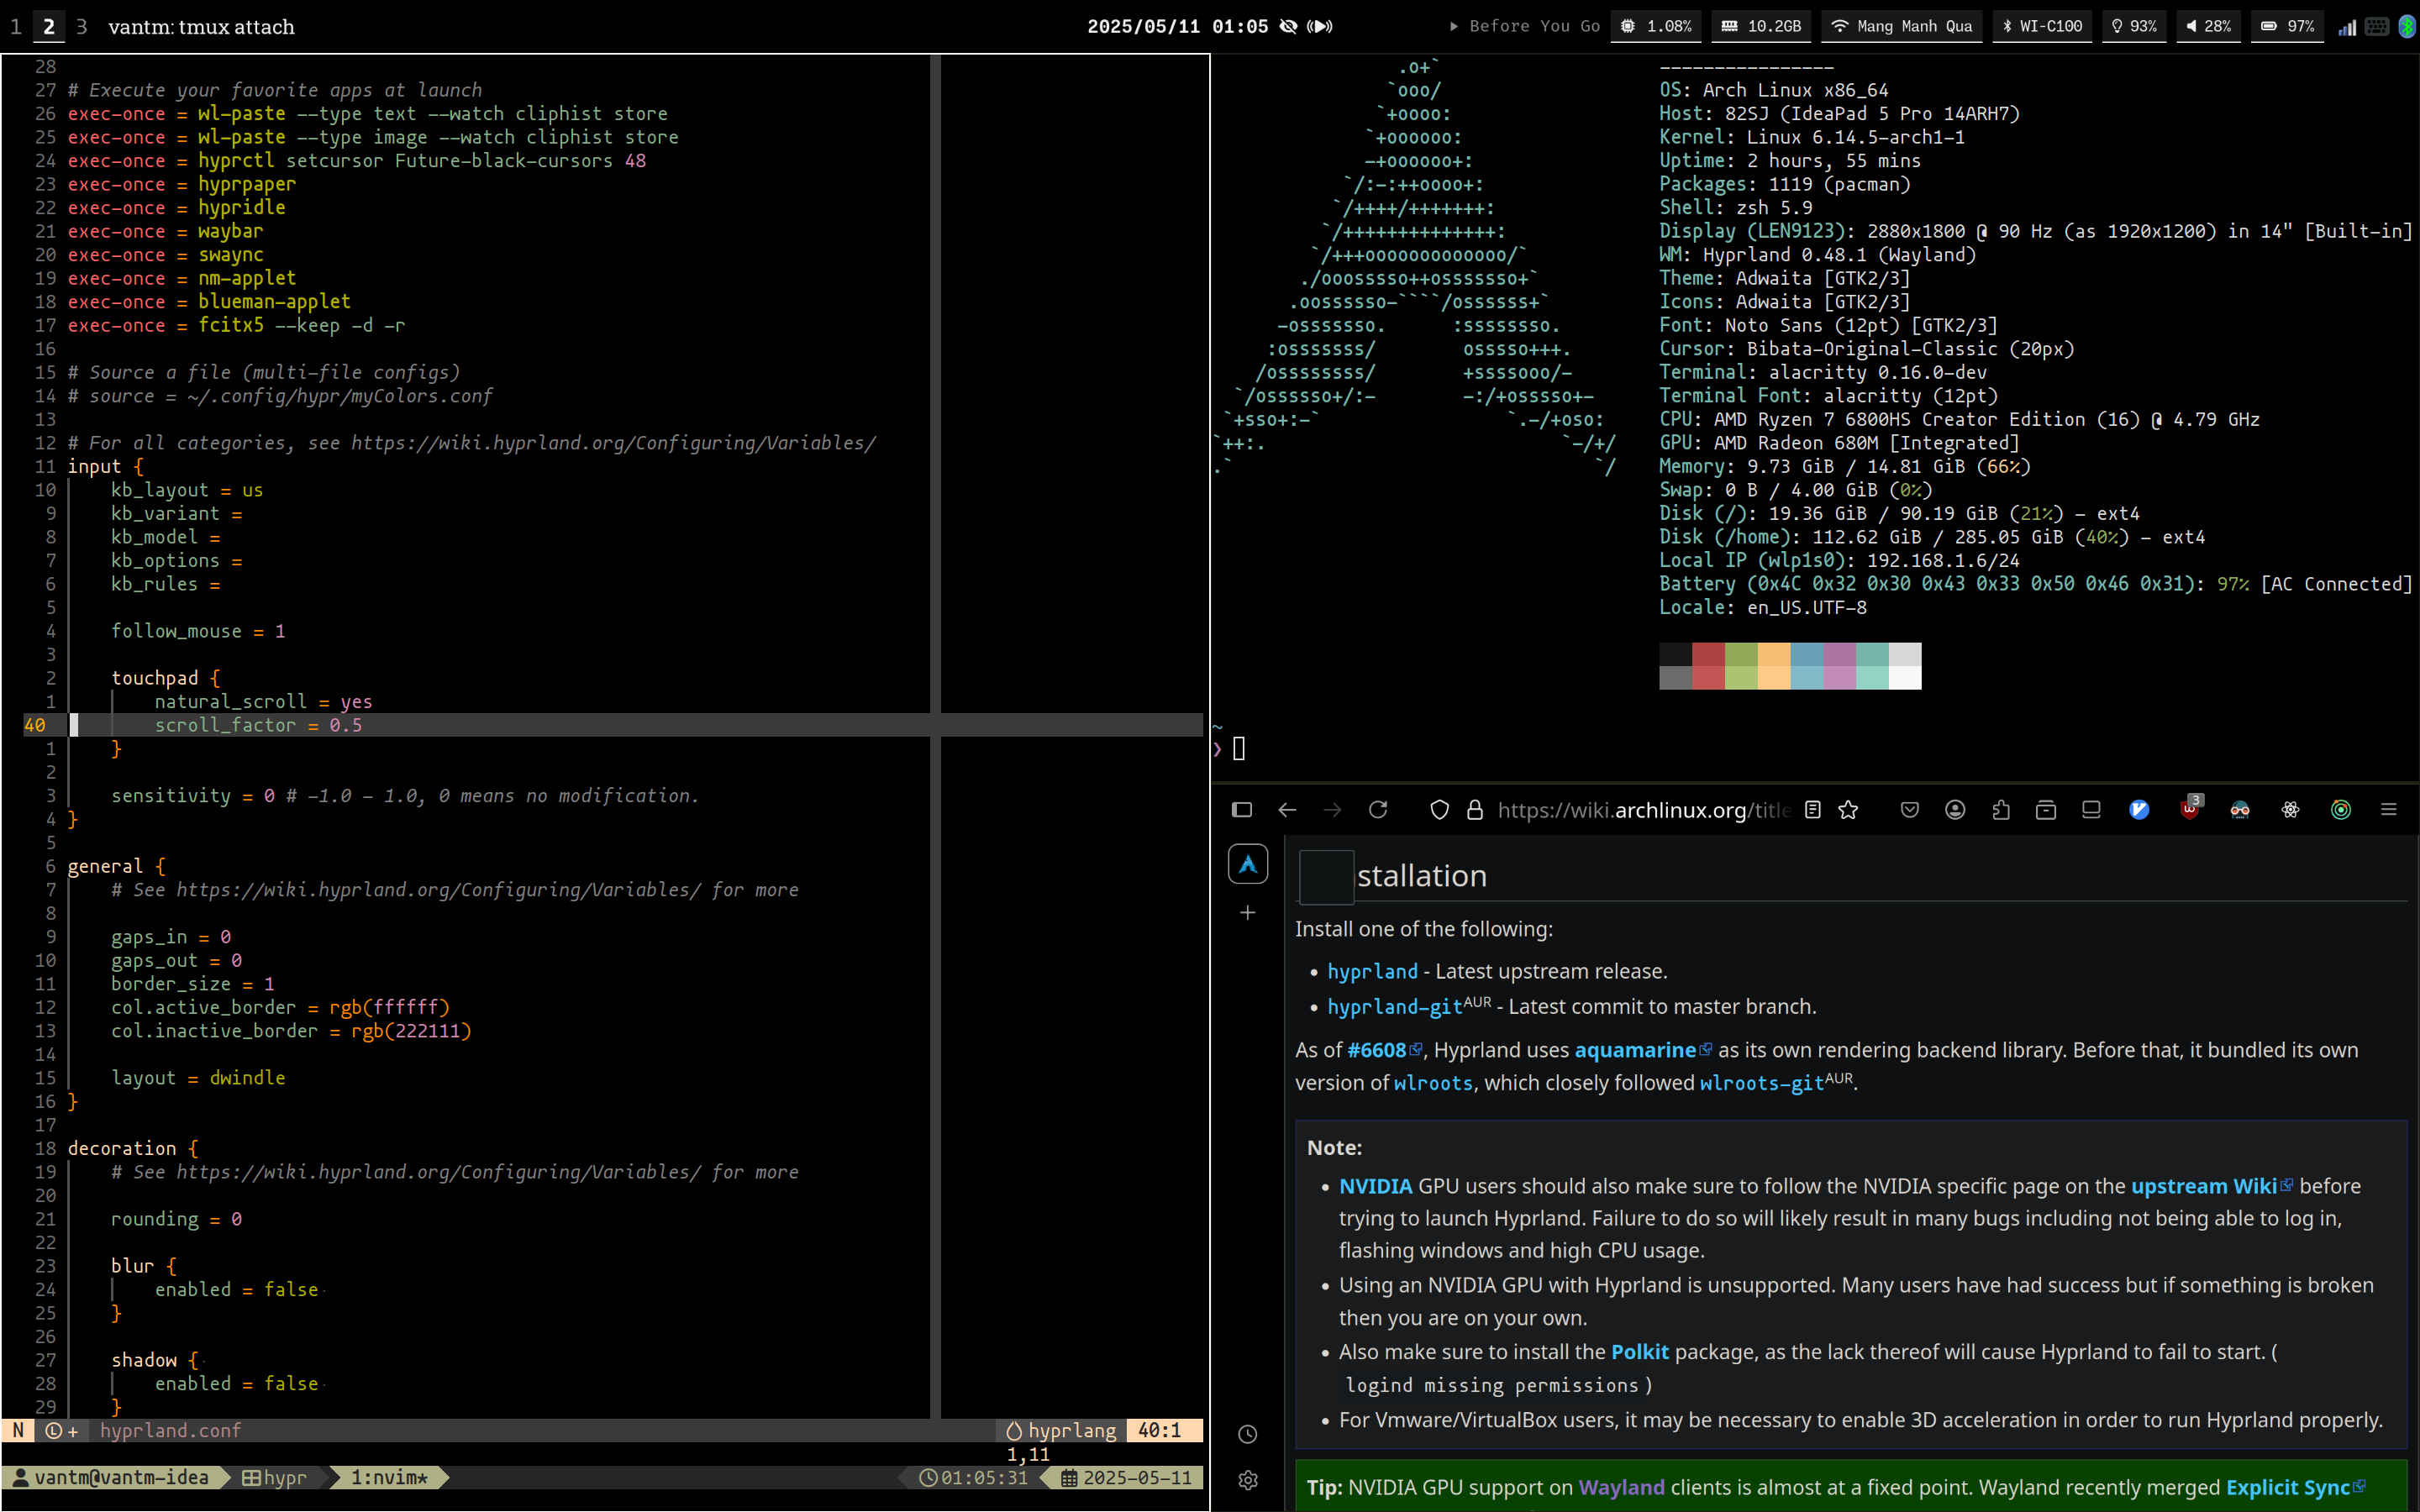 1 2 3 vantm: tmux attach
2025/05/11 01:05
Before You Go 1.08% 10.2GB Mang Manh Qua WI-C100 93% 28% 97%
28
27 # Execute your favorite apps at launch
26 exec-once = wl-paste --type text --watch cliphist store
25 exec-once = wl-paste --type image --watch cliphist store
24 exec-once = hyprctl setcursor Future-black-cursors 48
23 exec-once = hyprpaper
22 exec-once = hypridle
21 exec-once = waybar
20 exec-once = swaync
19 exec-once = nm-applet
18 exec-once = blueman-applet
17 exec-once = fcitx5 --keep -d -r
16
15 # Source a file (multi-file configs)
14 # source = ~/.config/hypr/myColors.conf
13
12 # For all categories, see https://wiki.hyprland.org/Configuring/Variables/
11 input {
10 kb_layout = us
9 kb_variant =
8 kb_model =
7 kb_options =
6 kb_rules =
5
4 follow_mouse = 1
3
2 touchpad {
1 natural_scroll = yes
40 scroll_factor = 0.5
1 }
2
3 sensitivity = 0 # -1.0 - 1.0, 0 means no modification.
4 }
5
6 general {
7 # See https://wiki.hyprland.org/Configuring/Variables/ for more
8
9 gaps_in = 0
10 gaps_out = 0
11 border_size = 1
12 col.active_border = rgb(ffffff)
13 col.inactive_border = rgb(222111)
14
15 layout = dwindle
16 }
17
18 decoration {
19 # See https://wiki.hyprland.org/Configuring/Variables/ for more
20
21 rounding = 0
22
23 blur {
24 enabled = false
25 }
26
27 shadow {
28 enabled = false
29 }
N L + hyprland.conf hyprlang 40:1
1,11
vantm@vantm-idea hypr 1:nvim* 01:05:31 2025-05-11
.o+`
`ooo/
`+oooo:
`+oooooo:
-+oooooo+:
`/:-:++oooo+:
`/++++/+++++++:
`/++++++++++++++:
`/+++ooooooooooooo/`
./ooosssso++osssssso+`
.oossssso-````/ossssss+`
-osssssso. :ssssssso.
:osssssss/ osssso+++.
/ossssssss/ +ssssooo/-
`/ossssso+/:- -:/+osssso+-
`+sso+:-` `.-/+oso:
`++:. `-/+/
.` `/
----------------
OS: Arch Linux x86_64
Host: 82SJ (IdeaPad 5 Pro 14ARH7)
Kernel: Linux 6.14.5-arch1-1
Uptime: 2 hours, 55 mins
Packages: 1119 (pacman)
Shell: zsh 5.9
Display (LEN9123): 2880x1800 @ 90 Hz (as 1920x1200) in 14" [Built-in]
WM: Hyprland 0.48.1 (Wayland)
Theme: Adwaita [GTK2/3]
Icons: Adwaita [GTK2/3]
Font: Noto Sans (12pt) [GTK2/3]
Cursor: Bibata-Original-Classic (20px)
Terminal: alacritty 0.16.0-dev
Terminal Font: alacritty (12pt)
CPU: AMD Ryzen 7 6800HS Creator Edition (16) @ 4.79 GHz
GPU: AMD Radeon 680M [Integrated]
Memory: 9.73 GiB / 14.81 GiB (66%)
Swap: 0 B / 4.00 GiB (0%)
Disk (/): 19.36 GiB / 90.19 GiB (21%) - ext4
Disk (/home): 112.62 GiB / 285.05 GiB (40%) - ext4
Local IP (wlp1s0): 192.168.1.6/24
Battery (0x4C 0x32 0x30 0x43 0x33 0x50 0x46 0x31): 97% [AC Connected]
Locale: en_US.UTF-8
~
❯
https://wiki.archlinux.org/title 3
stallation
Install one of the following:
• hyprland - Latest upstream release.
• hyprland-git AUR - Latest commit to master branch.
As of #6608, Hyprland uses aquamarine as its own rendering backend library. Before that, it bundled its own
version of wlroots, which closely followed wlroots-git AUR.
Note:
• NVIDIA GPU users should also make sure to follow the NVIDIA specific page on the upstream Wiki before
trying to launch Hyprland. Failure to do so will likely result in many bugs including not being able to log in,
flashing windows and high CPU usage.
• Using an NVIDIA GPU with Hyprland is unsupported. Many users have had success but if something is broken
then you are on your own.
• Also make sure to install the Polkit package, as the lack thereof will cause Hyprland to fail to start. (
logind missing permissions )
• For Vmware/VirtualBox users, it may be necessary to enable 3D acceleration in order to run Hyprland properly.
Tip: NVIDIA GPU support on Wayland clients is almost at a fixed point. Wayland recently merged Explicit Sync